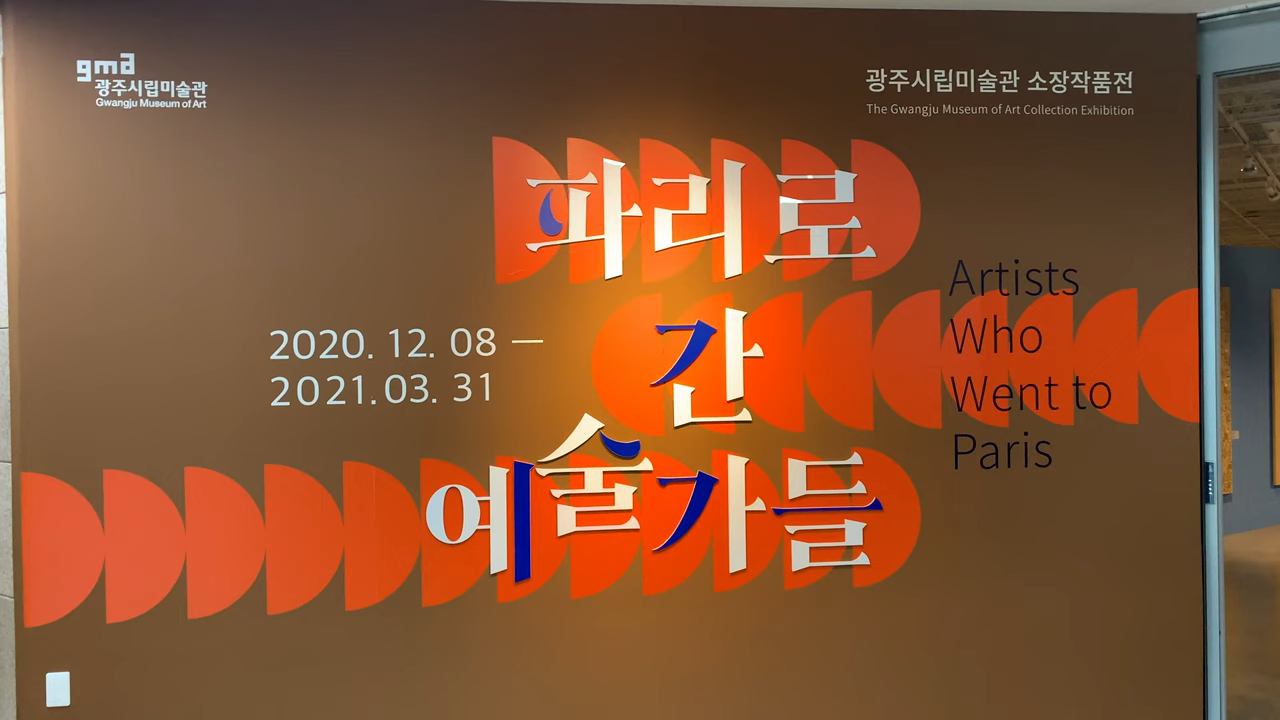 gma
광주시립미술관
Gwangju Museum of Art
광주시립미술관 소장작품전
The Gwangju Museum of Art Collection Exhibition
파리로
간
예술가들
2020. 12. 08 —
2021. 03. 31
Artists
Who
Went to
Paris